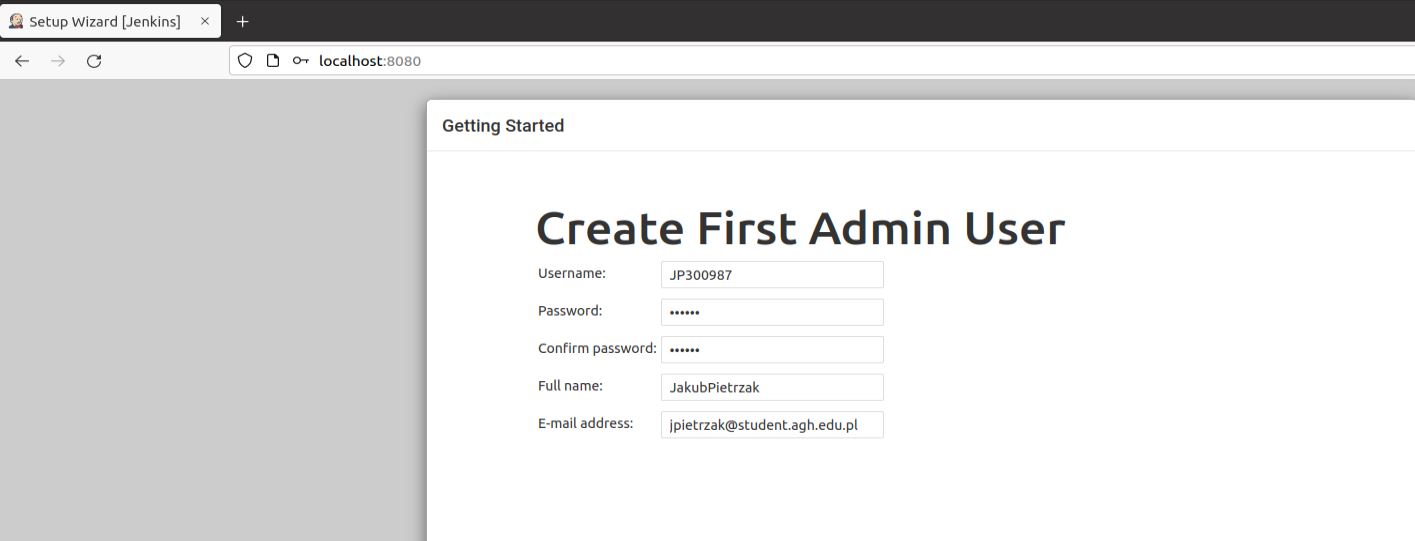 Setup Wizard [Jenkins]
localhost:8080
Getting Started
Create First Admin User
Username: JP300987
Password: ••••••
Confirm password: ••••••
Full name: JakubPietrzak
E-mail address: jpietrzak@student.agh.edu.pl